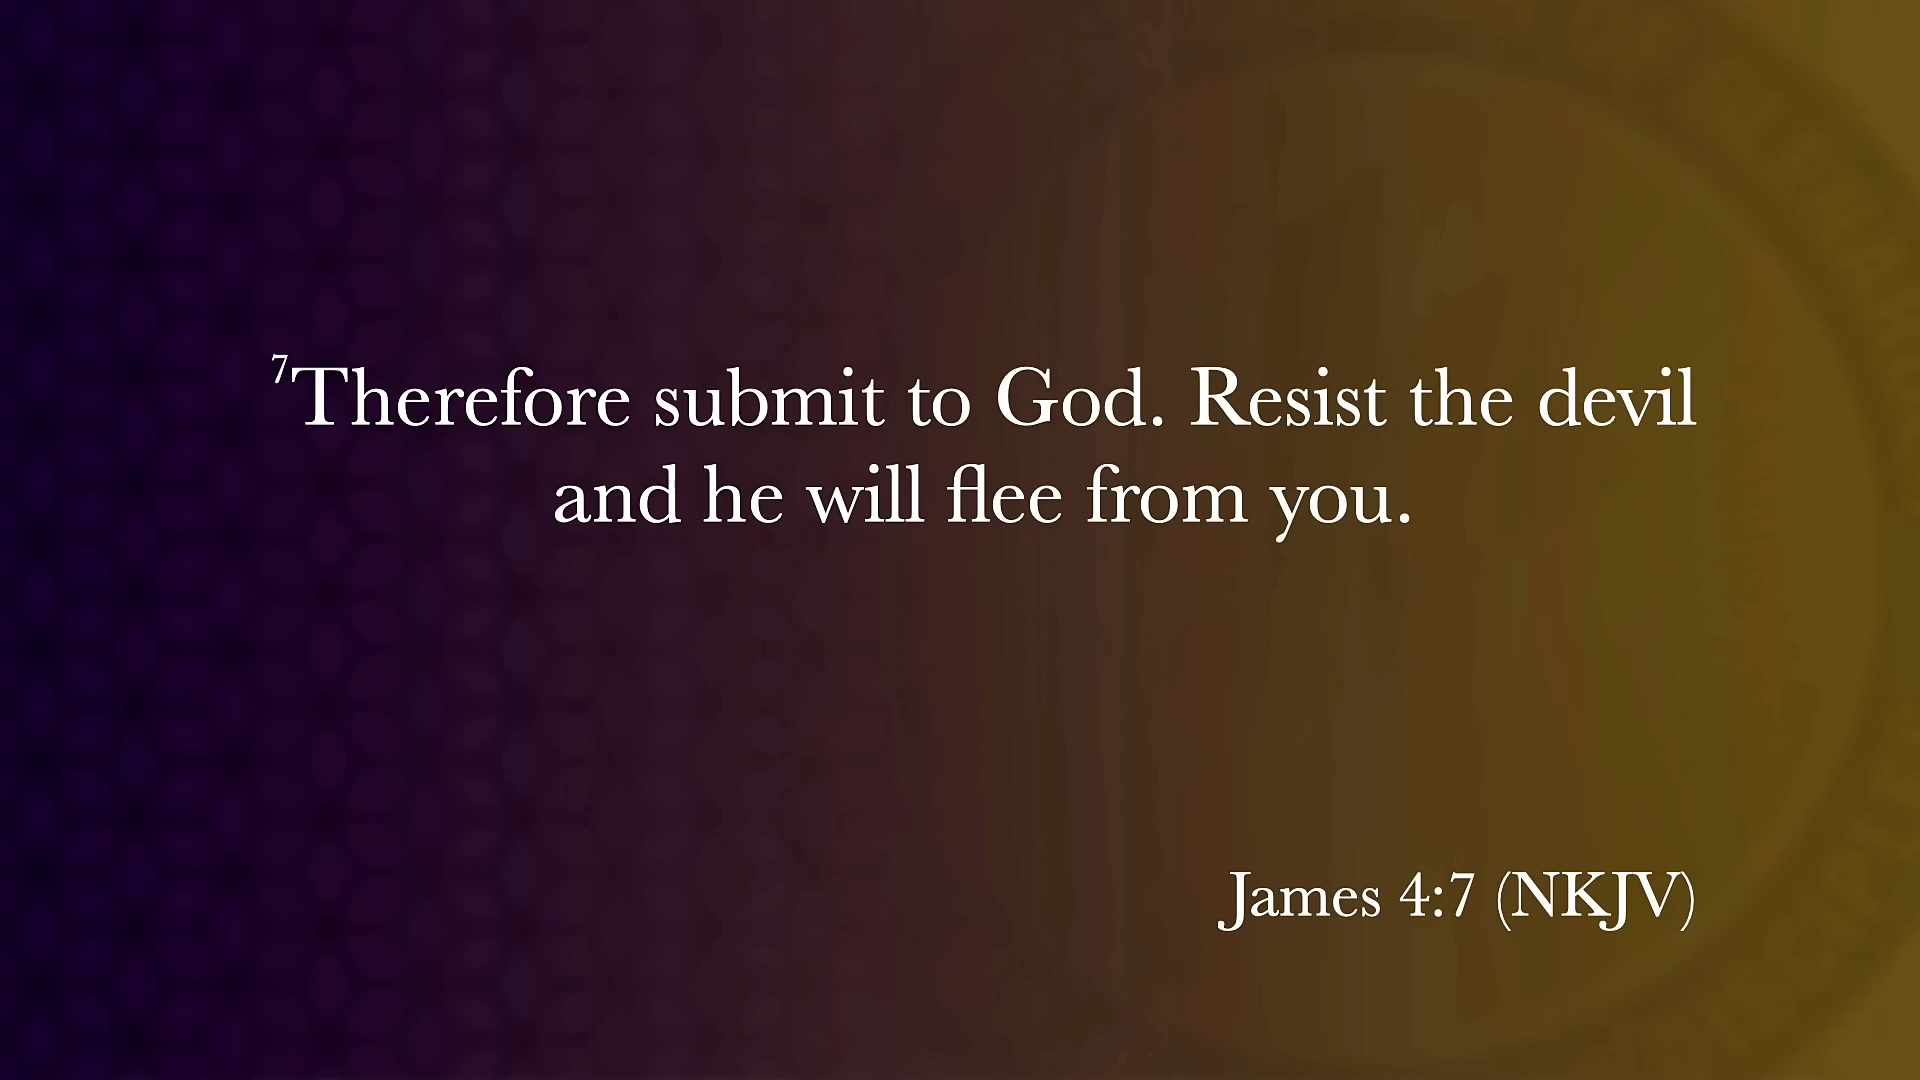 ⁷Therefore submit to God. Resist the devil
and he will flee from you.
James 4:7 (NKJV)